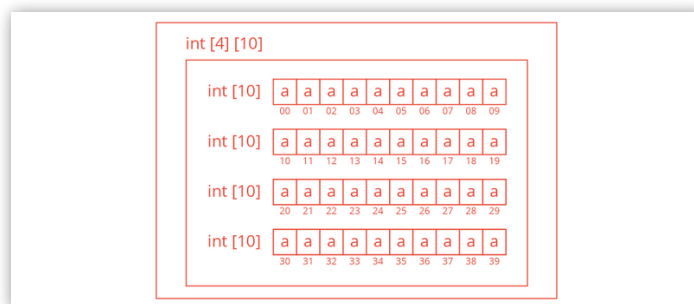 int [4] [10]
int [10] a a a a a a a a a a
00 01 02 03 04 05 06 07 08 09
int [10] a a a a a a a a a a
10 11 12 13 14 15 16 17 18 19
int [10] a a a a a a a a a a
20 21 22 23 24 25 26 27 28 29
int [10] a a a a a a a a a a
30 31 32 33 34 35 36 37 38 39